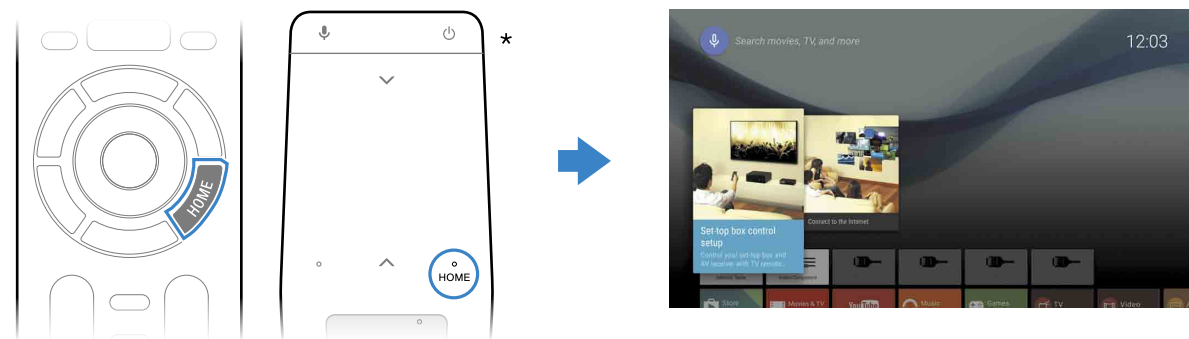 HOME
*
HOME
Search movies, TV, and more
12:03
Set-top box control
setup
Control your set-top box and
AV receiver with TV remote...
Connect to the Internet
Store
Movies & TV
YouTube
Music
Games
TV
Video